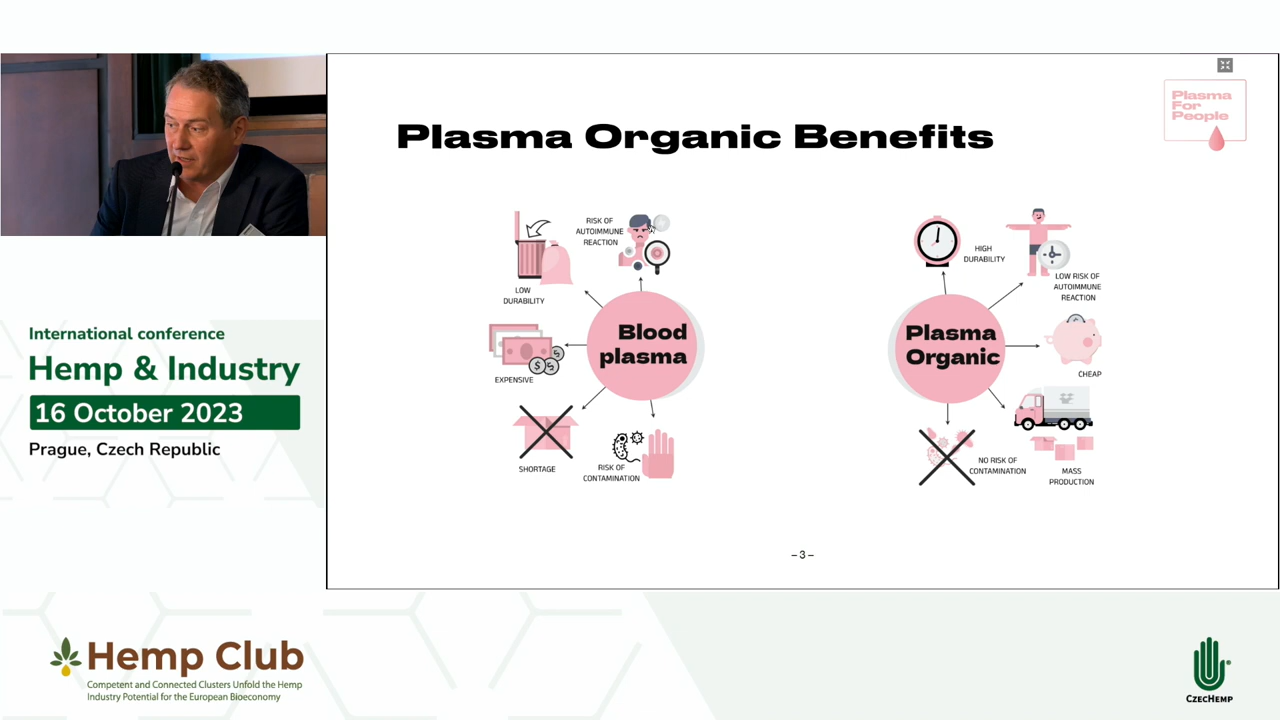 Plasma
For
People
Plasma Organic Benefits
RISK OF
AUTOIMMUNE
REACTION
LOW
DURABILITY
Blood
plasma
EXPENSIVE
SHORTAGE
RISK OF
CONTAMINATION
HIGH
DURABILITY
LOW RISK OF
AUTOIMMUNE
REACTION
Plasma
Organic
CHEAP
NO RISK OF
CONTAMINATION
MASS
PRODUCTION
– 3 –
International conference
Hemp & Industry
16 October 2023
Prague, Czech Republic
Hemp Club
Competent and Connected Clusters Unfold the Hemp
Industry Potential for the European Bioeconomy
CZECHEMP